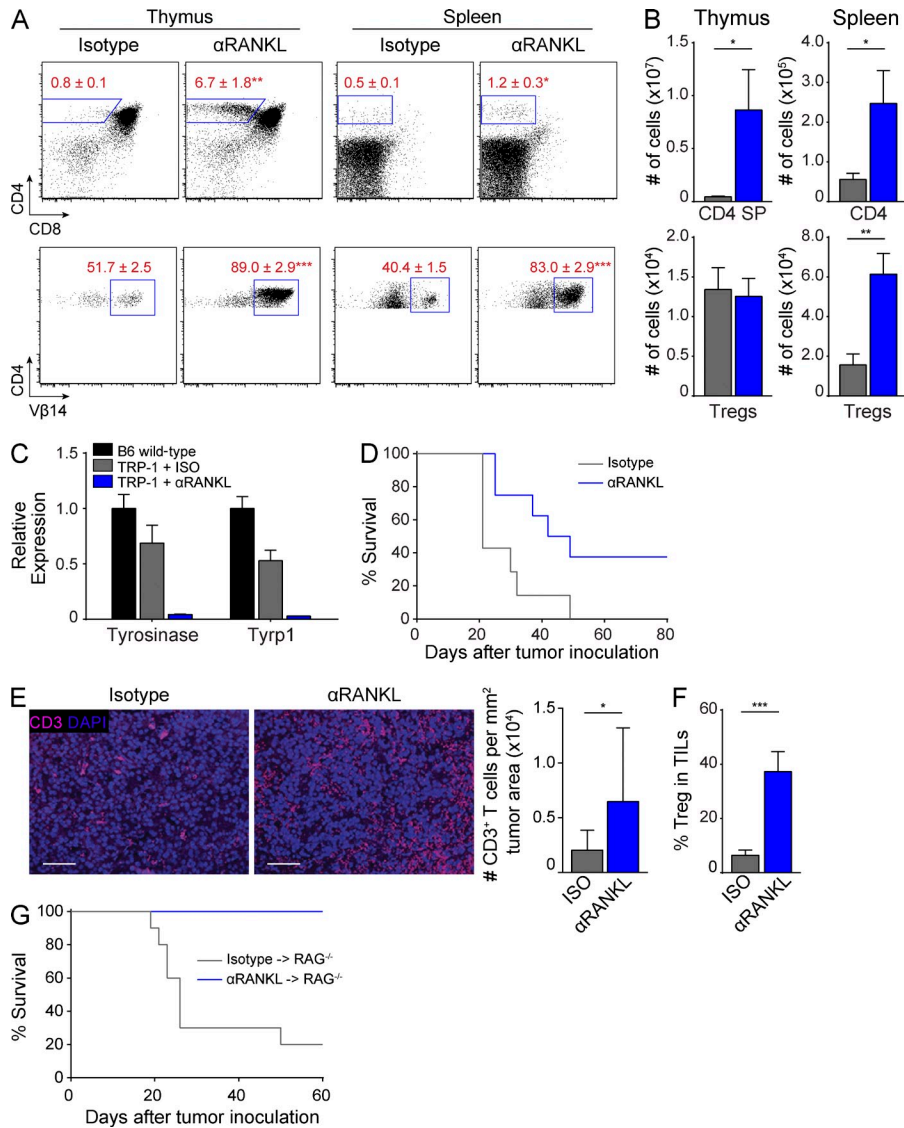 A
Thymus
Spleen
Isotype
αRANKL
Isotype
αRANKL
0.8 ± 0.1
6.7 ± 1.8**
0.5 ± 0.1
1.2 ± 0.3*
CD4
CD8
51.7 ± 2.5
89.0 ± 2.9***
40.4 ± 1.5
83.0 ± 2.9***
CD4
Vβ14
B
Thymus
Spleen
# of cells (x10⁷)
1.5
1.0
0.5
0
*
CD4 SP
# of cells (x10⁵)
4.0
3.0
2.0
1.0
0
*
CD4
# of cells (x10⁴)
2.0
1.5
1.0
0.5
0
Tregs
# of cells (x10⁴)
8.0
6.0
4.0
2.0
0
**
Tregs
C
B6 wild-type
TRP-1 + ISO
TRP-1 + αRANKL
Relative
Expression
1.5
1.0
0.5
0
Tyrosinase
Tyrp1
D
Isotype
αRANKL
% Survival
100
80
60
40
20
0
0 20 40 60 80
Days after tumor inoculation
E
Isotype
αRANKL
CD3 DAPI
# CD3⁺ T cells per mm²
tumor area (x10⁴)
1.5
1.0
0.5
0
*
ISO
αRANKL
F
% Treg in TILs
60
40
20
0
***
ISO
αRANKL
G
Isotype -> RAG⁻/⁻
αRANKL -> RAG⁻/⁻
% Survival
100
80
60
40
20
0
0 20 40 60
Days after tumor inoculation